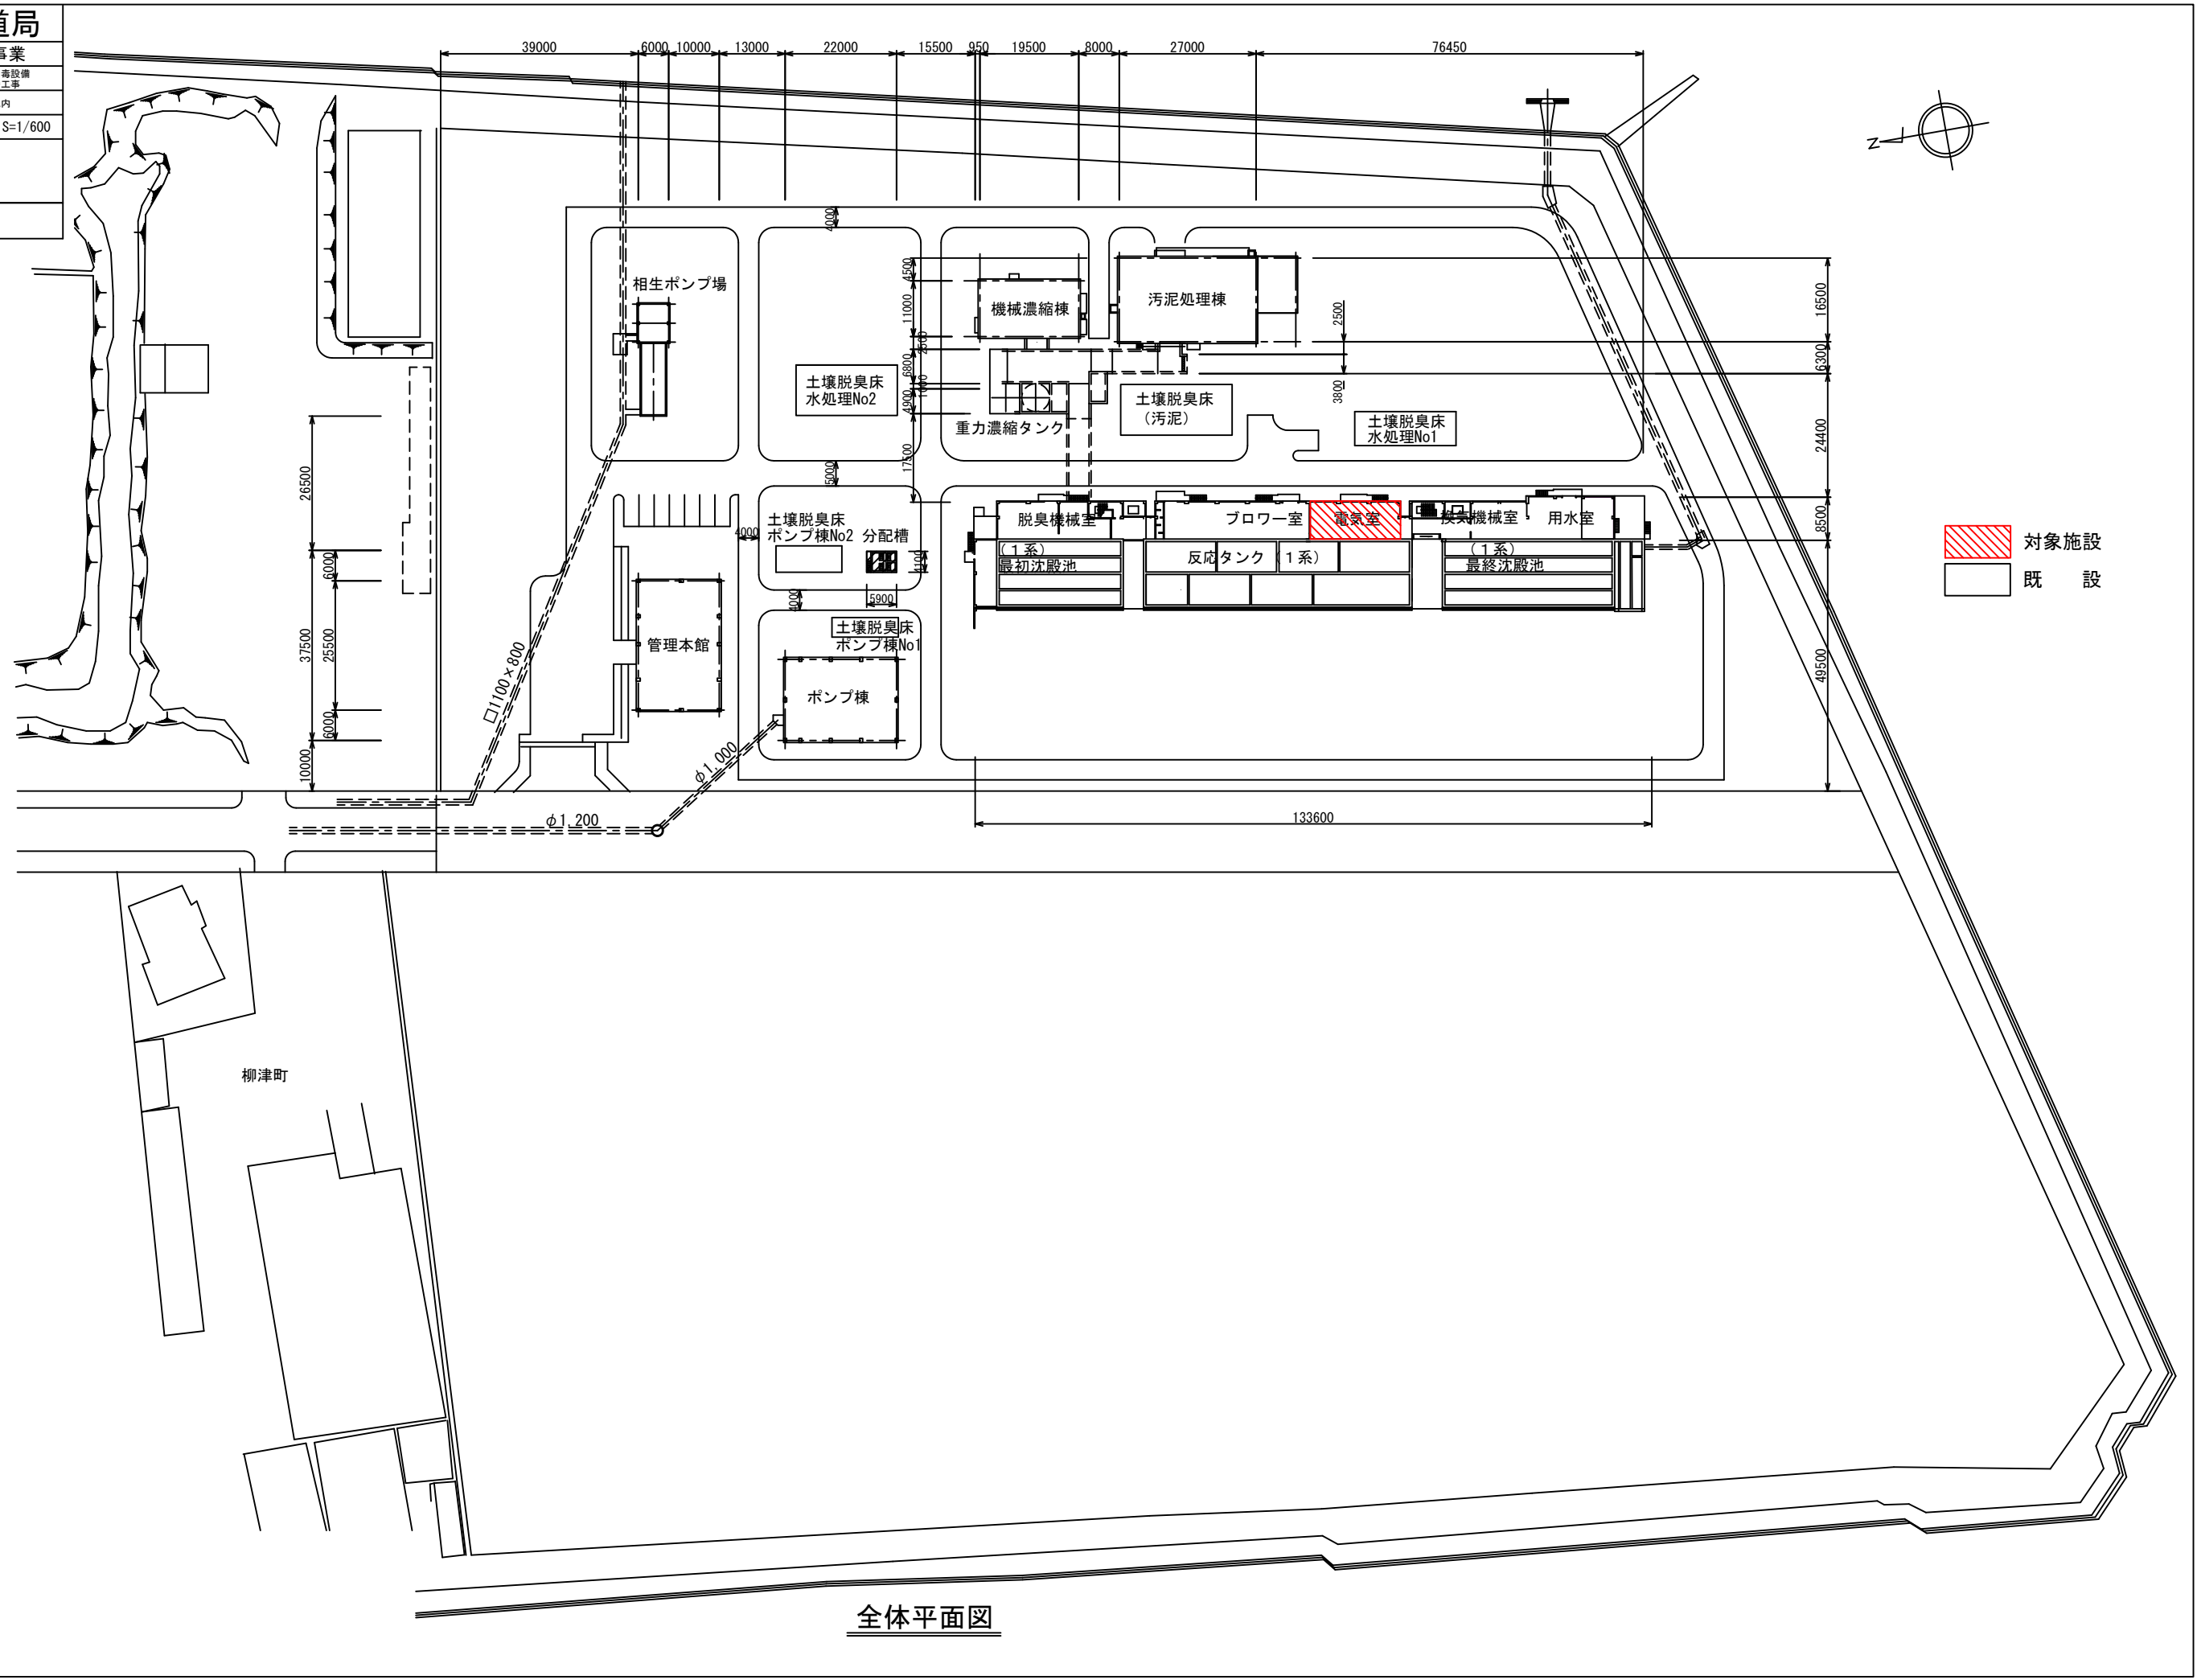 道局
事業
毒設備
工事
内
S=1/600
39000
6000
10000
13000
22000
15500
950
19500
8000
27000
76450
N
4000
相生ポンプ場
機械濃縮棟
汚泥処理棟
4500
11000
2500
6800
1000
4900
17500
2500
3800
16500
6300
24400
8500
49500
土壌脱臭床
水処理No2
土壌脱臭床
(汚泥)
土壌脱臭床
水処理No1
重力濃縮タンク
5000
26500
6000
37500
25500
6000
10000
土壌脱臭床
ポンプ棟No2
分配槽
4000
4100
5900
4000
脱臭機械室
ブロワー室
電気室
換気機械室
用水室
(1系)
最初沈殿池
反応タンク (1系)
(1系)
最終沈殿池
対象施設
既 設
土壌脱臭床
ポンプ棟No1
管理本館
ポンプ棟
□1100×800
φ1,000
φ1,200
133600
柳津町
全体平面図